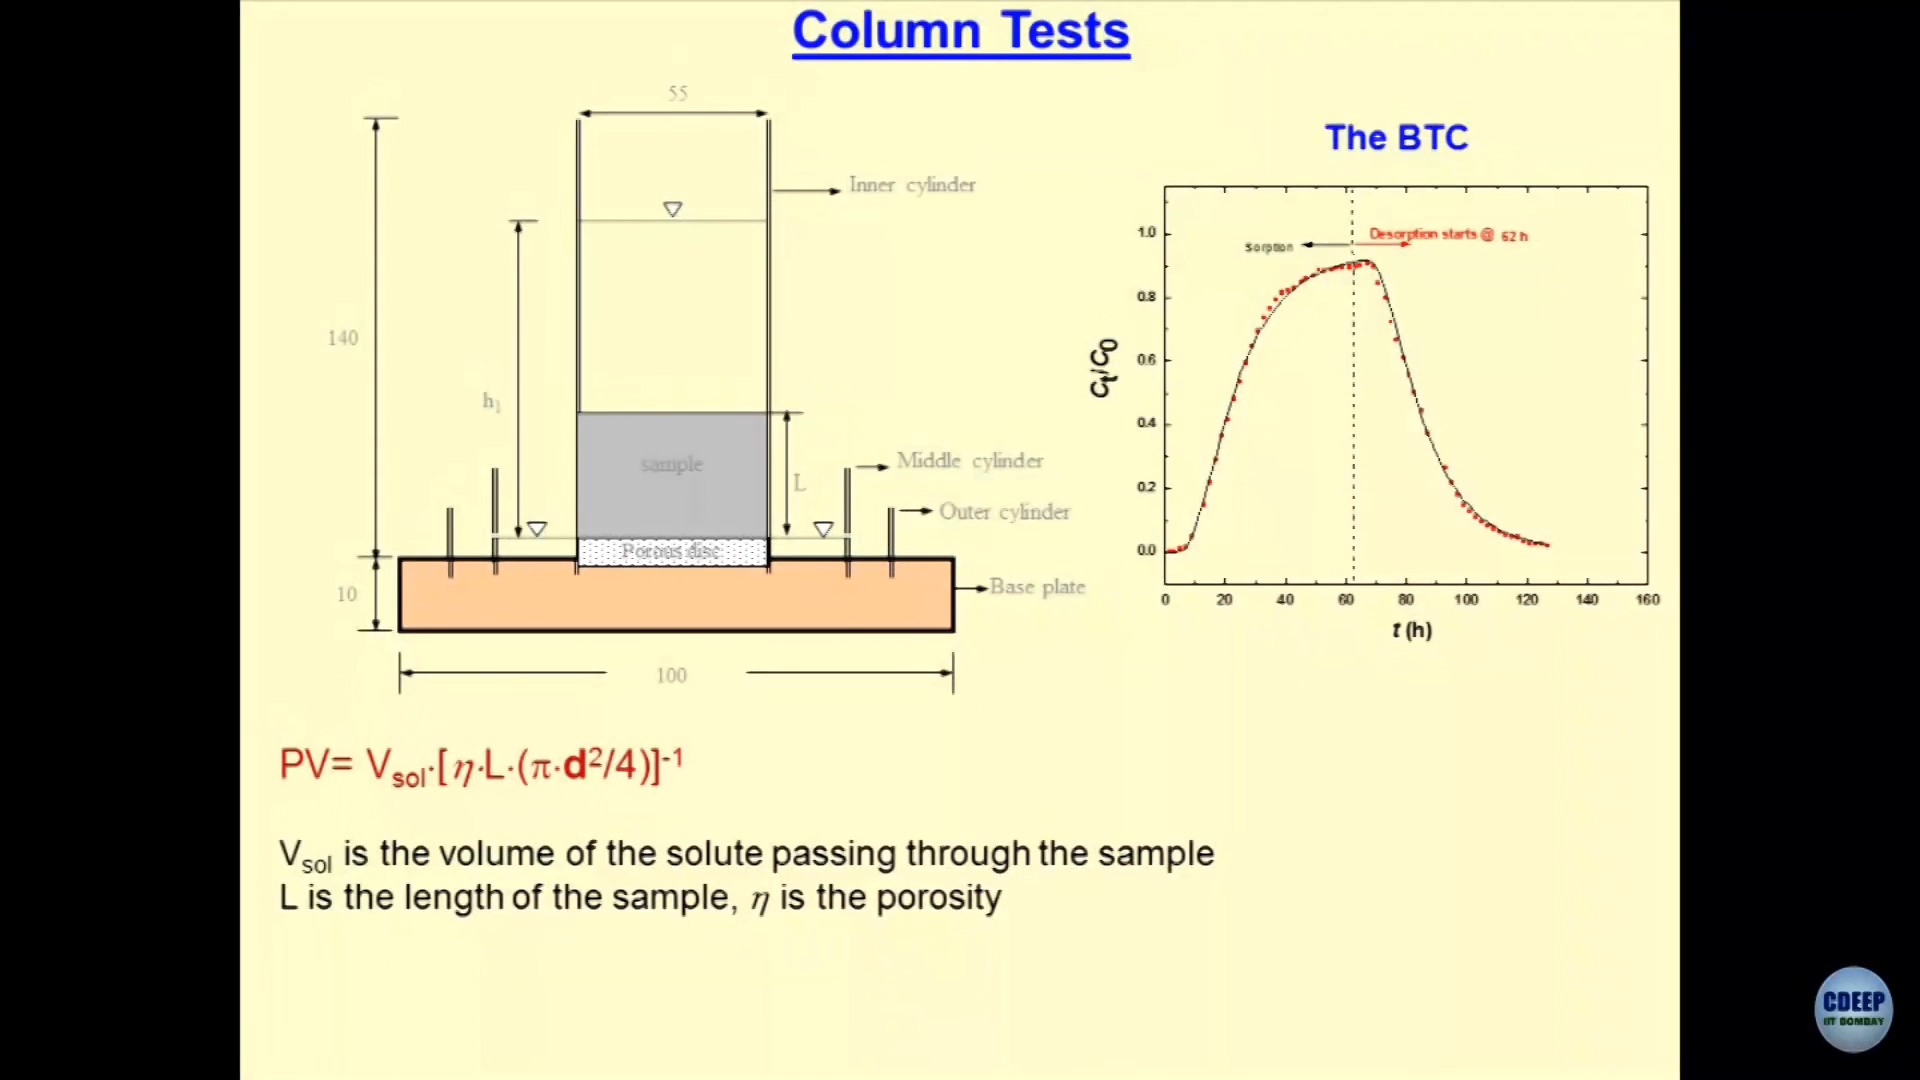 Column Tests
55
Inner cylinder
140
h1
sample
L
Middle cylinder
Outer cylinder
Porous disc
10
Base plate
100
The BTC
Sorption
Desorption starts @ 62 h
Ct/C0
1.0
0.8
0.6
0.4
0.2
0.0
0 20 40 60 80 100 120 140 160
t (h)
PV= Vsol·[η·L·(π·d²/4)]⁻¹
Vsol is the volume of the solute passing through the sample
L is the length of the sample, η is the porosity
CDEEP
IIT BOMBAY